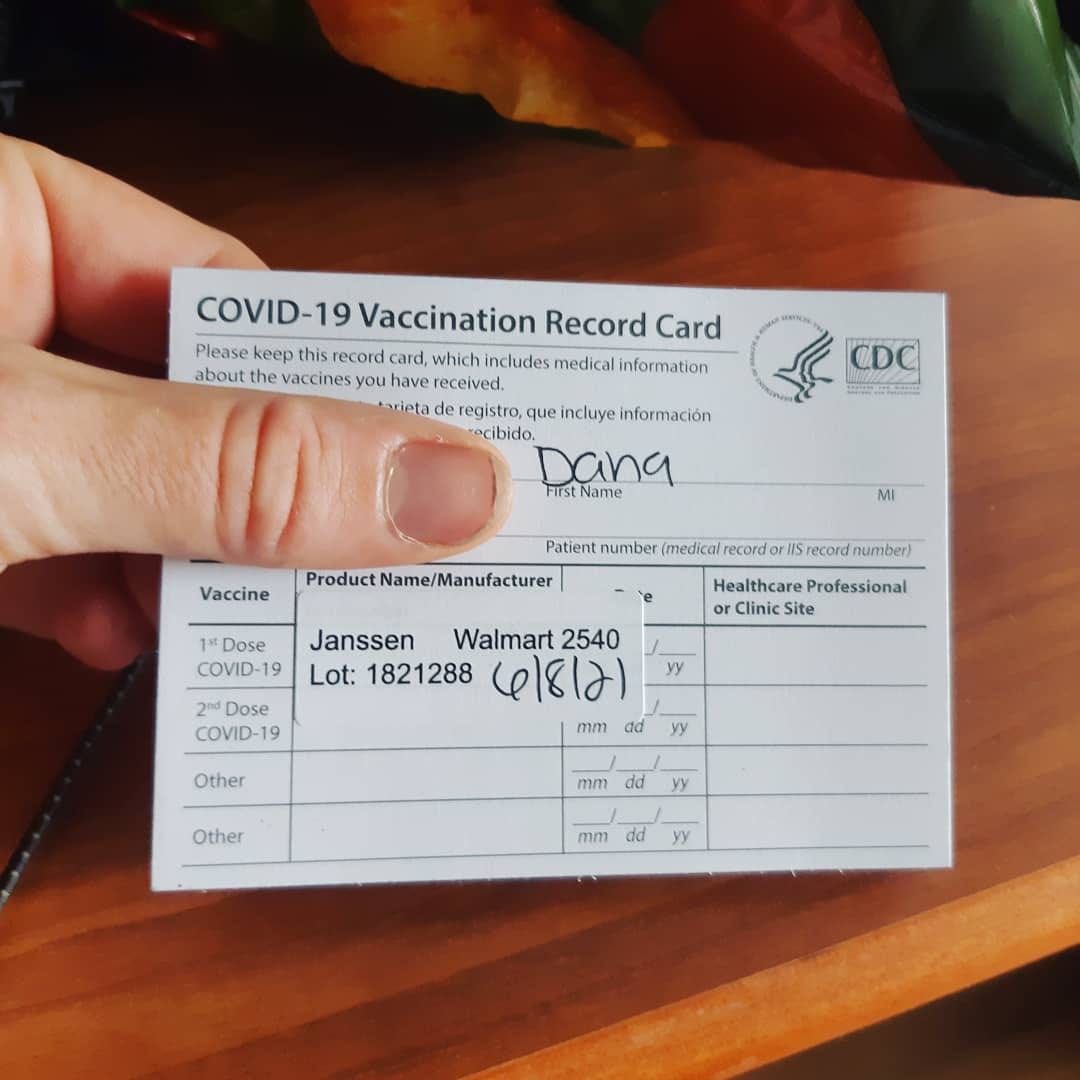 COVID-19 Vaccination Record Card
Please keep this record card, which includes medical information
about the vaccines you have received.
tarjeta de registro, que incluye información
recibido.
CDC
Dana
First Name
MI
Patient number (medical record or IIS record number)
Vaccine
Product Name/Manufacturer
Healthcare Professional
or Clinic Site
1st Dose
COVID-19
Janssen Walmart 2540
Lot: 1821288 6/8/21
/
yy
2nd Dose
COVID-19
/
mm dd yy
Other
/ /
mm dd yy
Other
/ /
mm dd yy